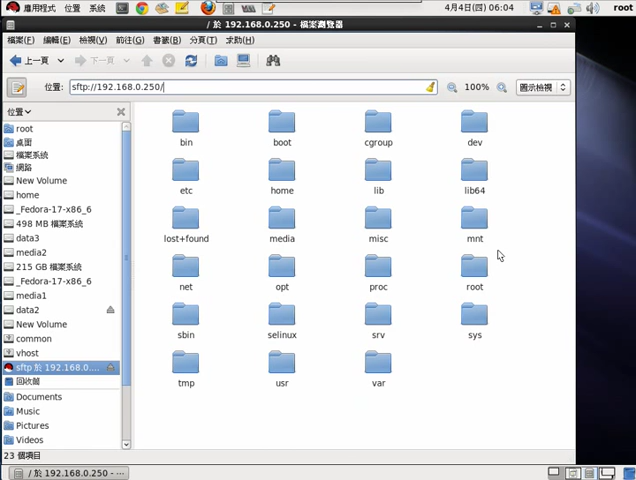 應用程式 位置 系統 4月4日(四) 06:04 root
/ 於 192.168.0.250 - 檔案瀏覽器
檔案(F) 編輯(E) 檢視(V) 前往(G) 書籤(B) 分頁(T) 求助(H)
上一頁 下一頁
位置: sftp://192.168.0.250/ 100% 圖示檢視
位置
root
桌面
檔案系統
網路
New Volume
home
_Fedora-17-x86_6
498 MB 檔案系統
data3
media2
215 GB 檔案系統
_Fedora-17-x86_6
media1
data2
New Volume
common
vhost
sftp 於 192.168.0....
回收筒
Documents
Music
Pictures
Videos
bin boot cgroup dev
etc home lib lib64
lost+found media misc mnt
net opt proc root
sbin selinux srv sys
tmp usr var
23 個項目
/ 於 192.168.0.250 - ...